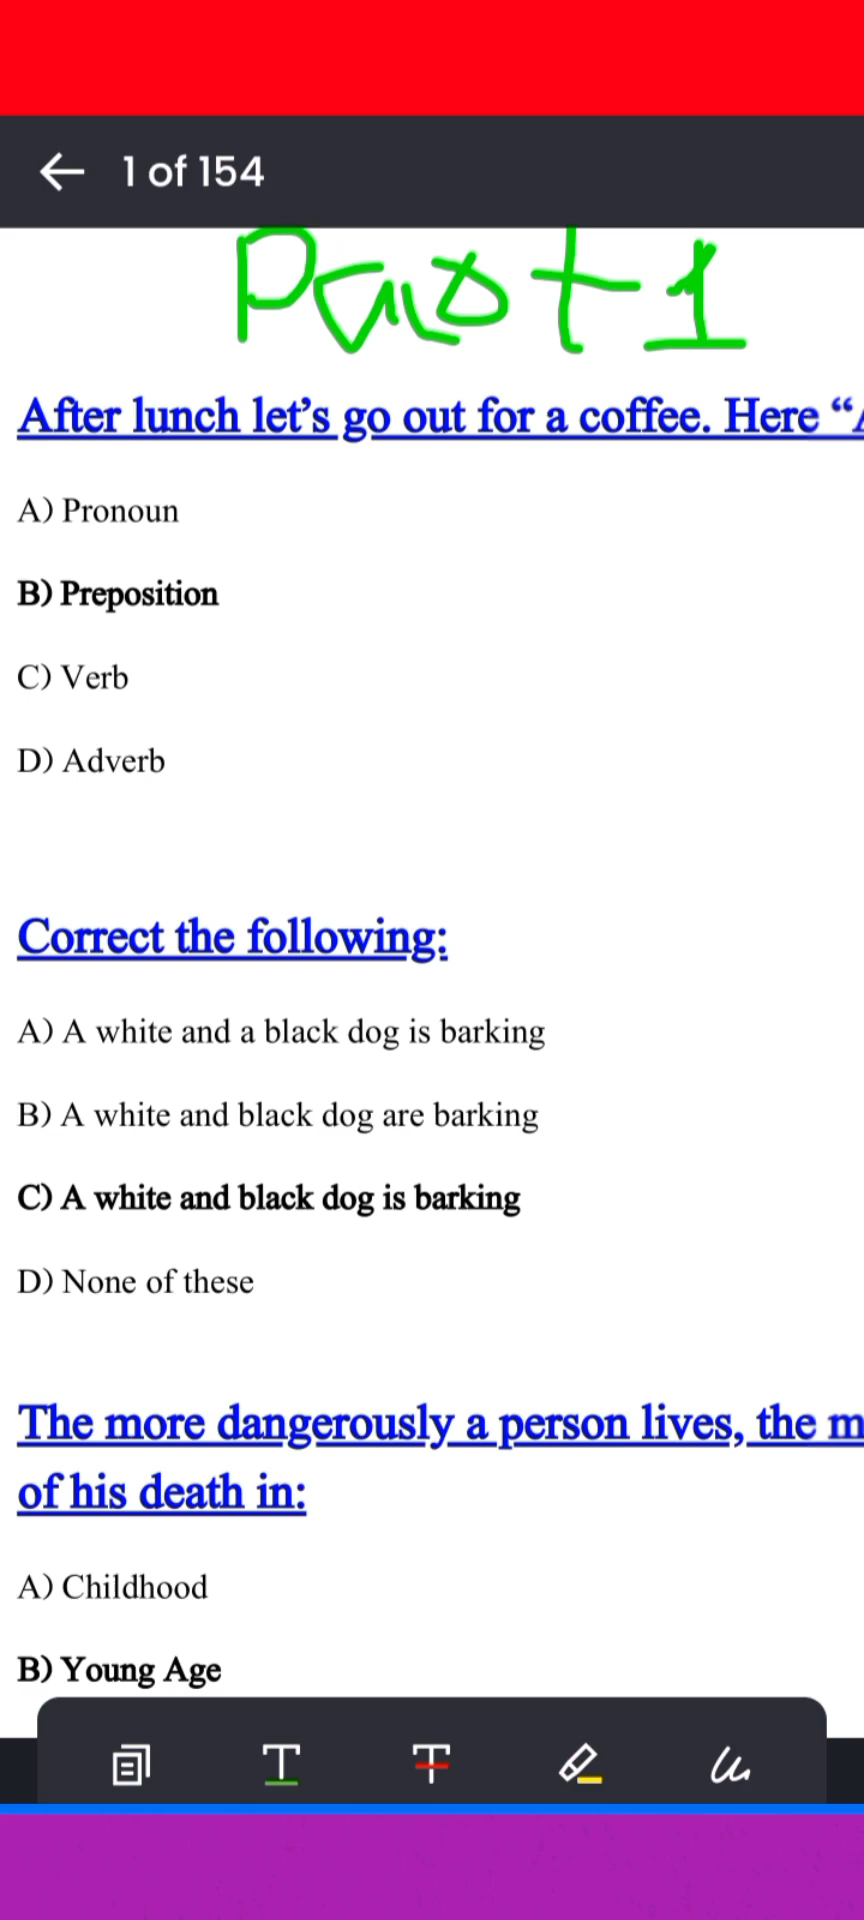 1 of 154
Part 1
After lunch let’s go out for a coffee. Here “
A) Pronoun
B) Preposition
C) Verb
D) Adverb
Correct the following:
A) A white and a black dog is barking
B) A white and black dog are barking
C) A white and black dog is barking
D) None of these
The more dangerously a person lives, the
of his death in:
A) Childhood
B) Young Age